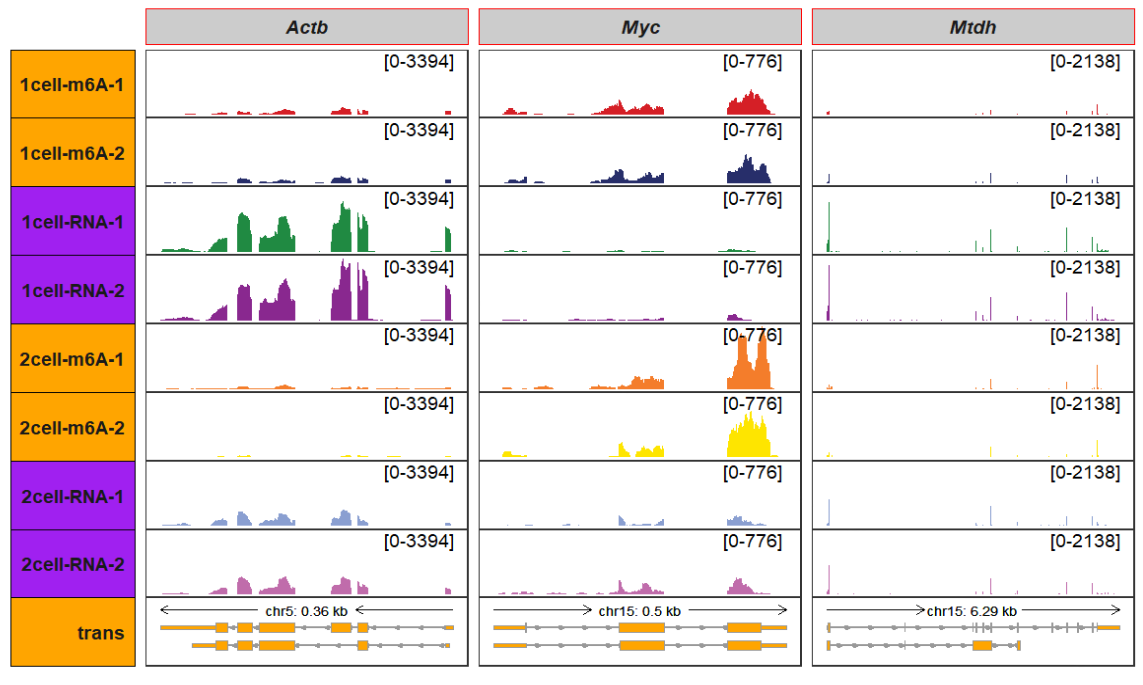 Actb Myc Mtdh
1cell-m6A-1 [0-3394] [0-776] [0-2138]
1cell-m6A-2 [0-3394] [0-776] [0-2138]
1cell-RNA-1 [0-3394] [0-776] [0-2138]
1cell-RNA-2 [0-3394] [0-776] [0-2138]
2cell-m6A-1 [0-3394] [0-776] [0-2138]
2cell-m6A-2 [0-3394] [0-776] [0-2138]
2cell-RNA-1 [0-3394] [0-776] [0-2138]
2cell-RNA-2 [0-3394] [0-776] [0-2138]
trans chr5: 0.36 kb chr15: 0.5 kb chr15: 6.29 kb